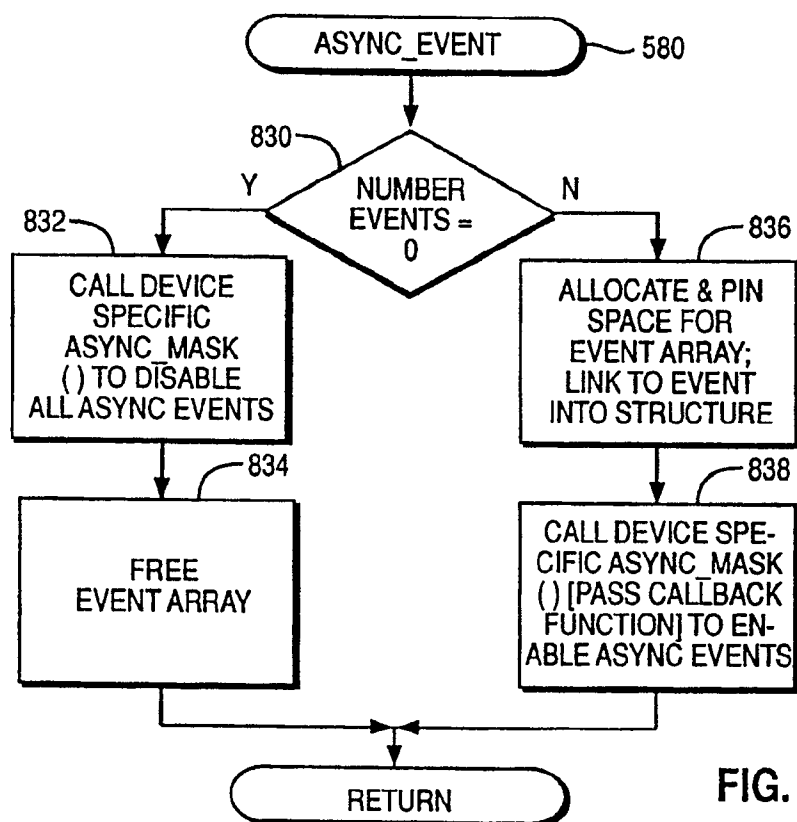 ASYNC_EVENT
580
830
NUMBER
EVENTS =
0
Y
N
832
CALL DEVICE
SPECIFIC
ASYNC_MASK
( ) TO DISABLE
ALL ASYNC EVENTS
836
ALLOCATE & PIN
SPACE FOR
EVENT ARRAY;
LINK TO EVENT
INTO STRUCTURE
834
FREE
EVENT ARRAY
838
CALL DEVICE SPE-
CIFIC ASYNC_MASK
( ) [PASS CALLBACK
FUNCTION] TO EN-
ABLE ASYNC EVENTS
RETURN
FIG.